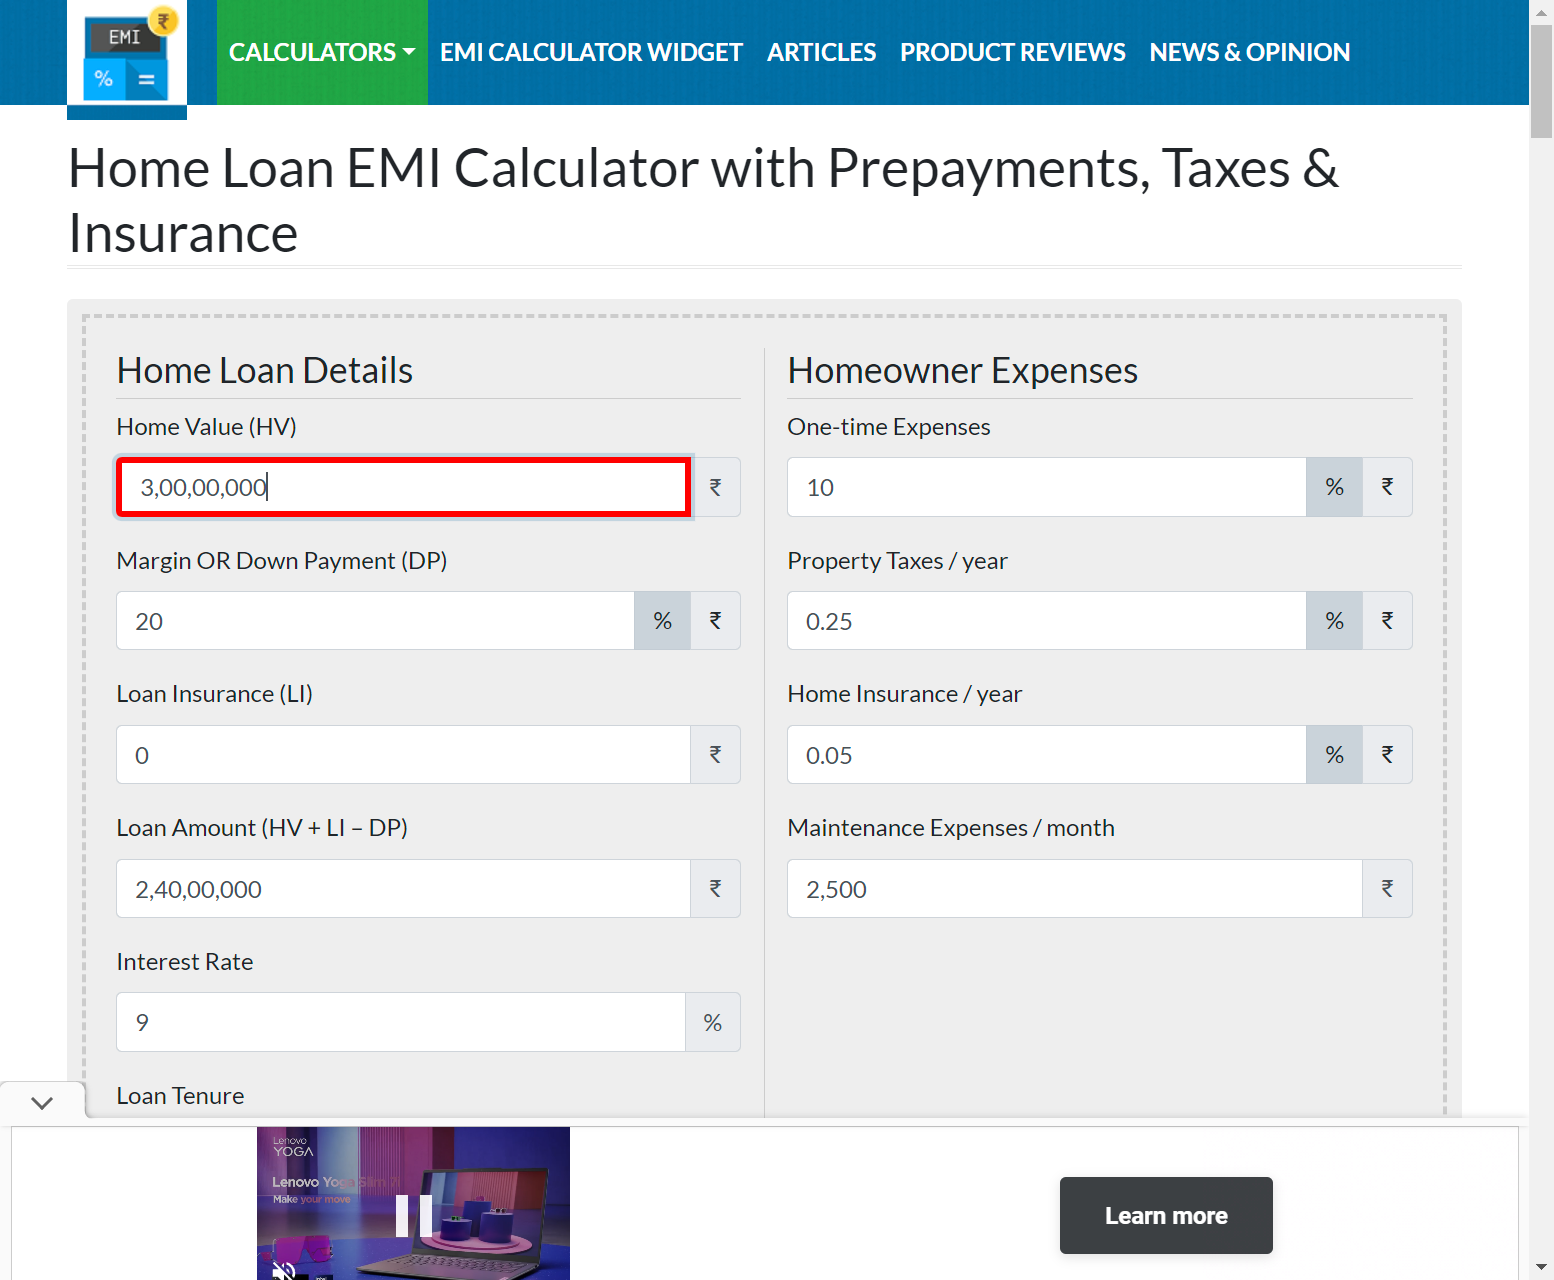 EMI
₹
%
=
CALCULATORS
EMI CALCULATOR WIDGET
ARTICLES
PRODUCT REVIEWS
NEWS & OPINION
Home Loan EMI Calculator with Prepayments, Taxes &
Insurance
Home Loan Details
Home Value (HV)
3,00,00,000
₹
Margin OR Down Payment (DP)
20
%
₹
Loan Insurance (LI)
0
₹
Loan Amount (HV + LI – DP)
2,40,00,000
₹
Interest Rate
9
%
Loan Tenure
Homeowner Expenses
One-time Expenses
10
%
₹
Property Taxes / year
0.25
%
₹
Home Insurance / year
0.05
%
₹
Maintenance Expenses / month
2,500
₹
Lenovo
YOGA
Lenovo Yoga Slim 7i
Make your move
Learn more